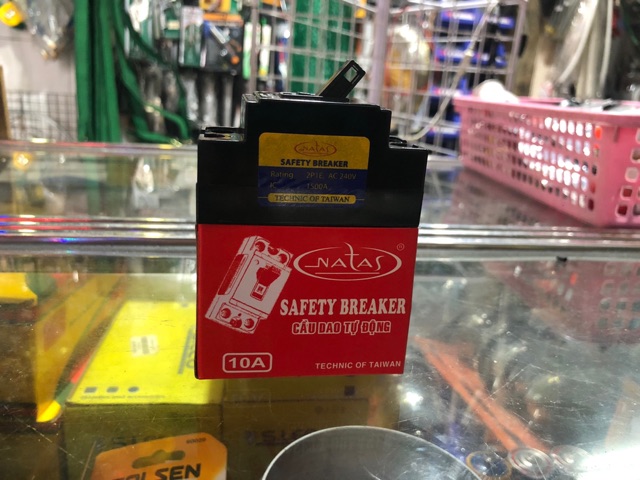 NATAS
SAFETY BREAKER
Rating 2P1E, AC 240V
1500A
TECHNIC OF TAIWAN
NATAS ®
SAFETY BREAKER
CẦU DAO TỰ ĐỘNG
10A
TECHNIC OF TAIWAN